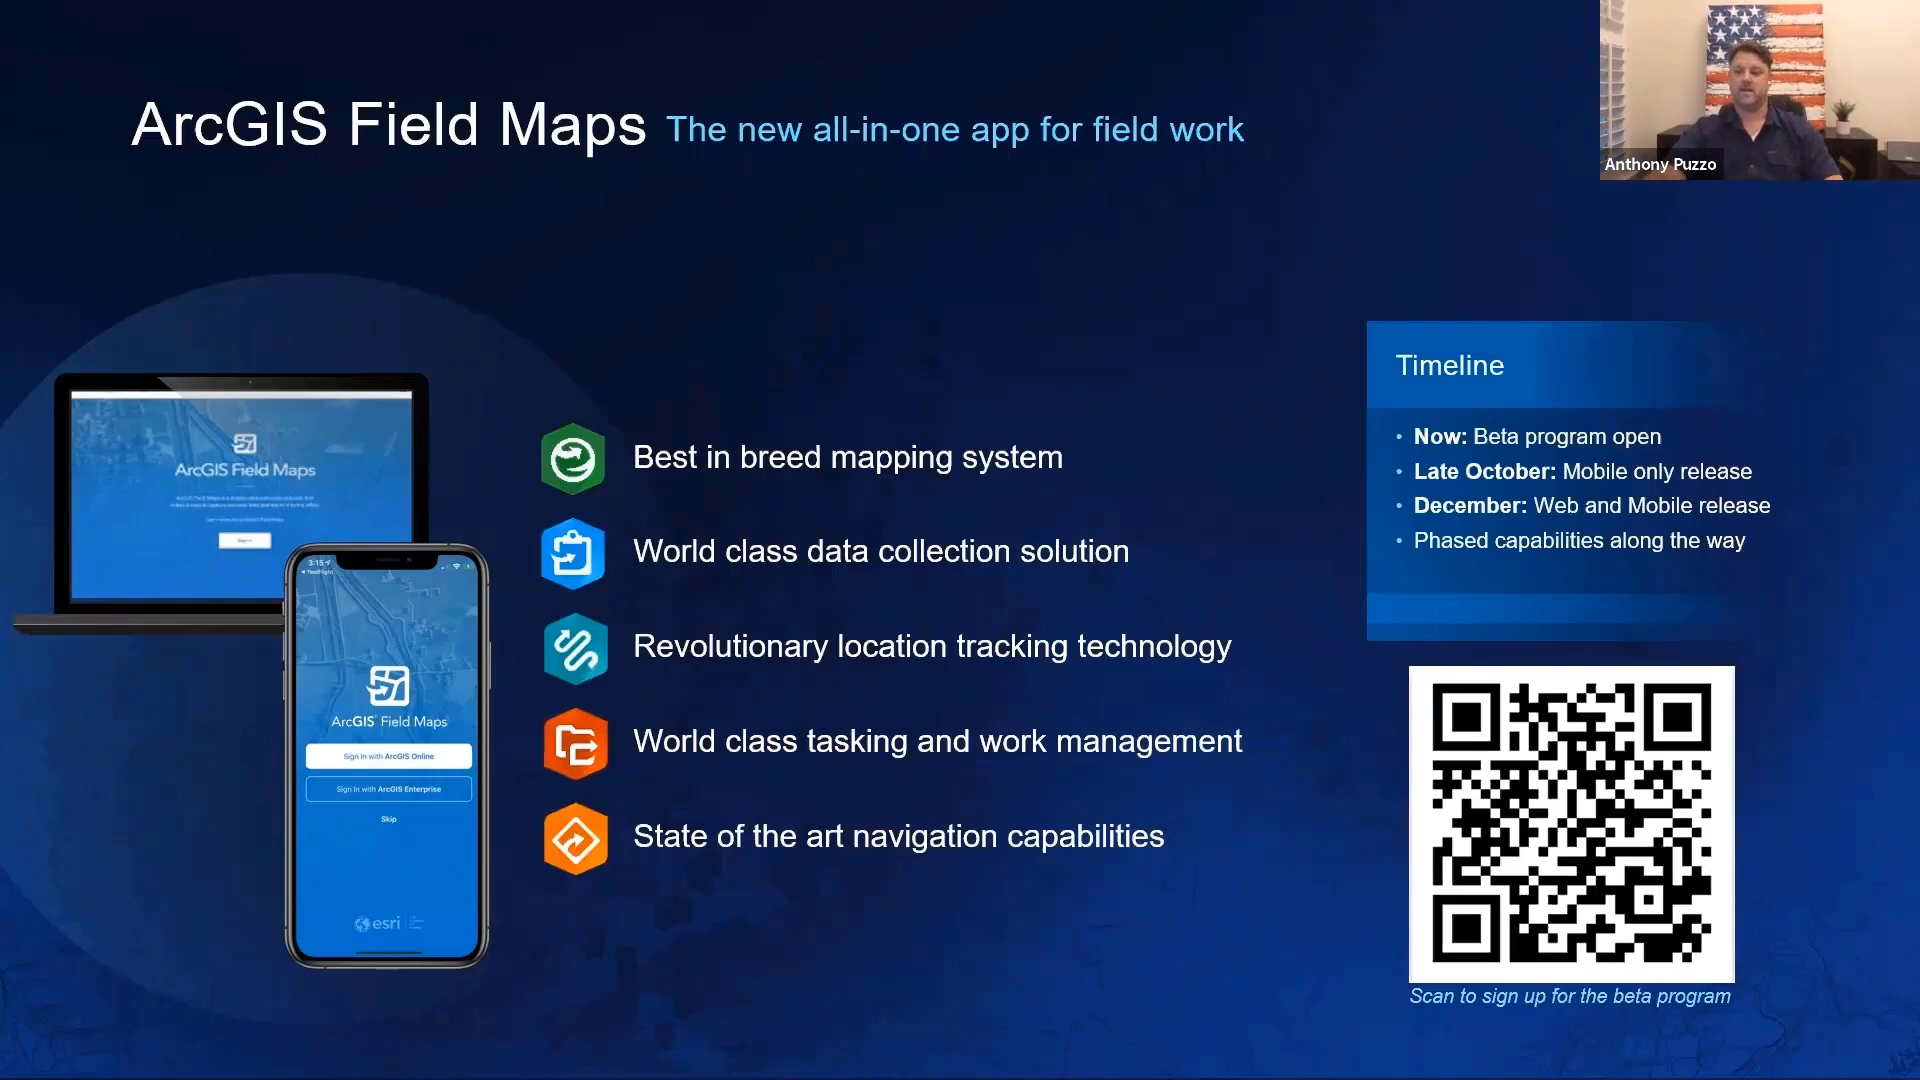 ArcGIS Field Maps The new all-in-one app for field work
Anthony Puzzo
ArcGIS Field Maps
3:15
ArcGIS Field Maps
Sign In with ArcGIS Online
Sign In with ArcGIS Enterprise
Skip
esri
Best in breed mapping system
World class data collection solution
Revolutionary location tracking technology
World class tasking and work management
State of the art navigation capabilities
Timeline
• Now: Beta program open
• Late October: Mobile only release
• December: Web and Mobile release
• Phased capabilities along the way
Scan to sign up for the beta program